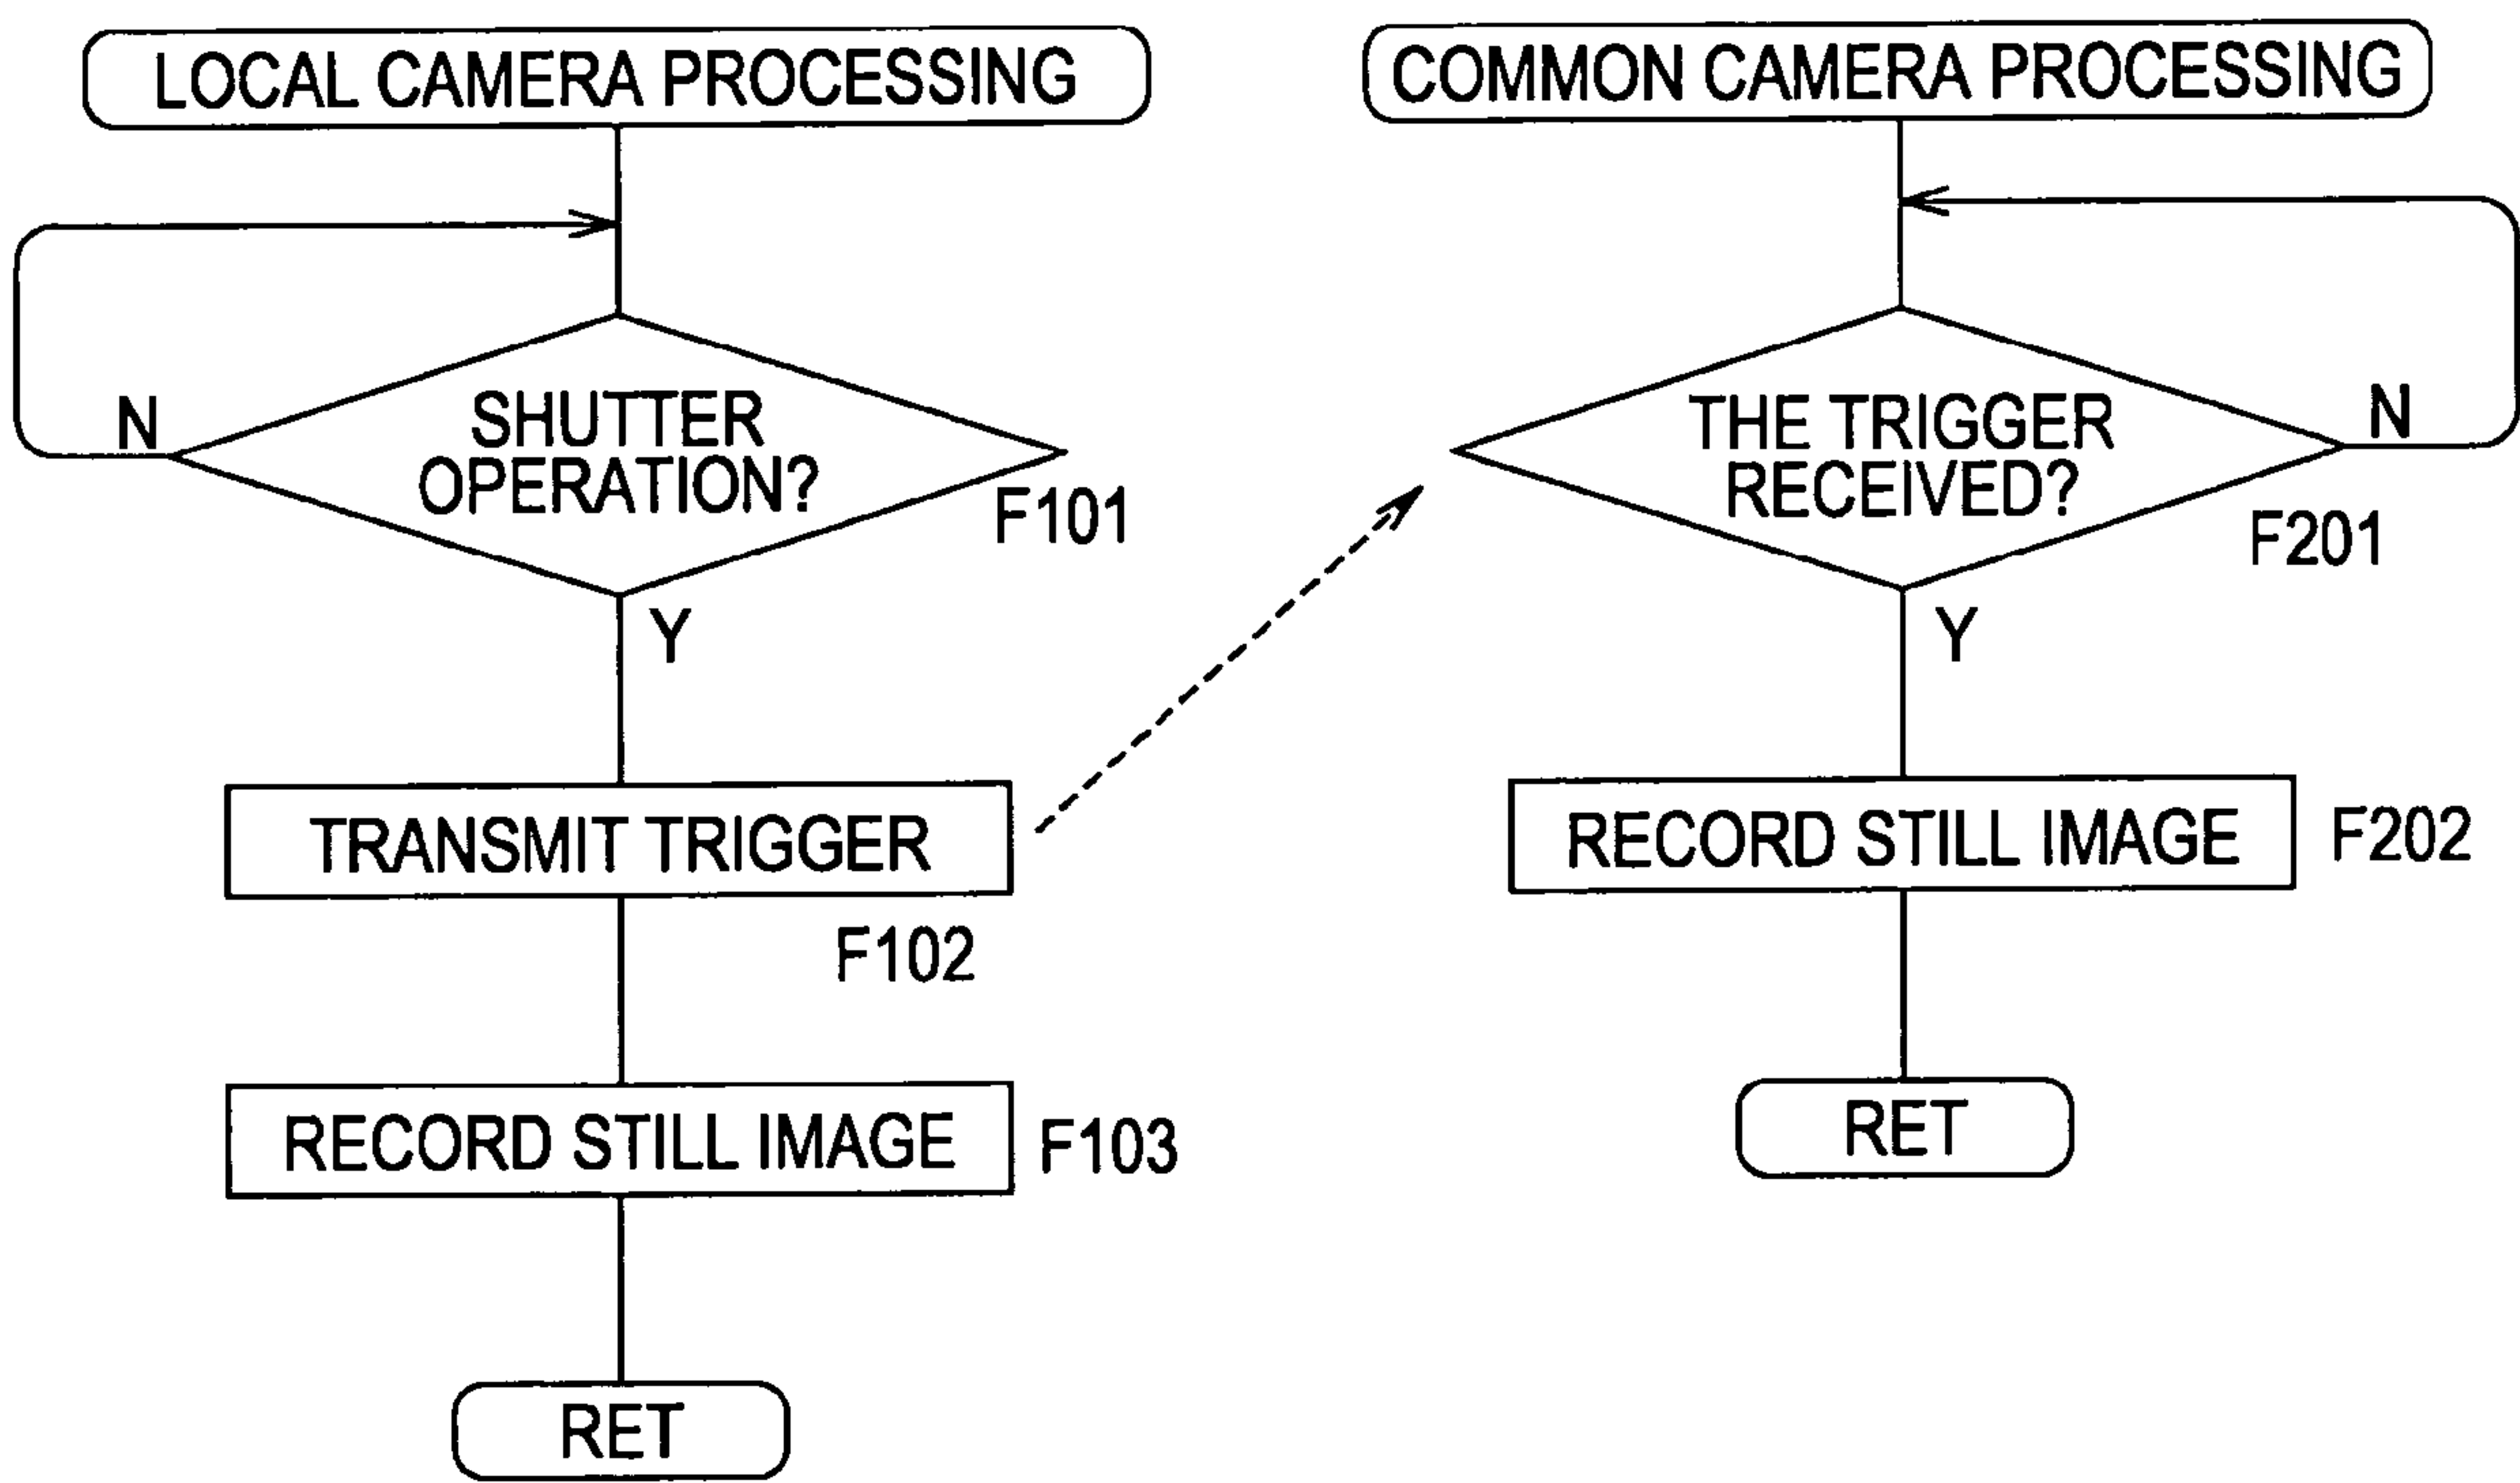 LOCAL CAMERA PROCESSING
N
SHUTTER
OPERATION?
F101
Y
TRANSMIT TRIGGER
F102
RECORD STILL IMAGE
F103
RET
COMMON CAMERA PROCESSING
THE TRIGGER
RECEIVED?
N
F201
Y
RECORD STILL IMAGE
F202
RET